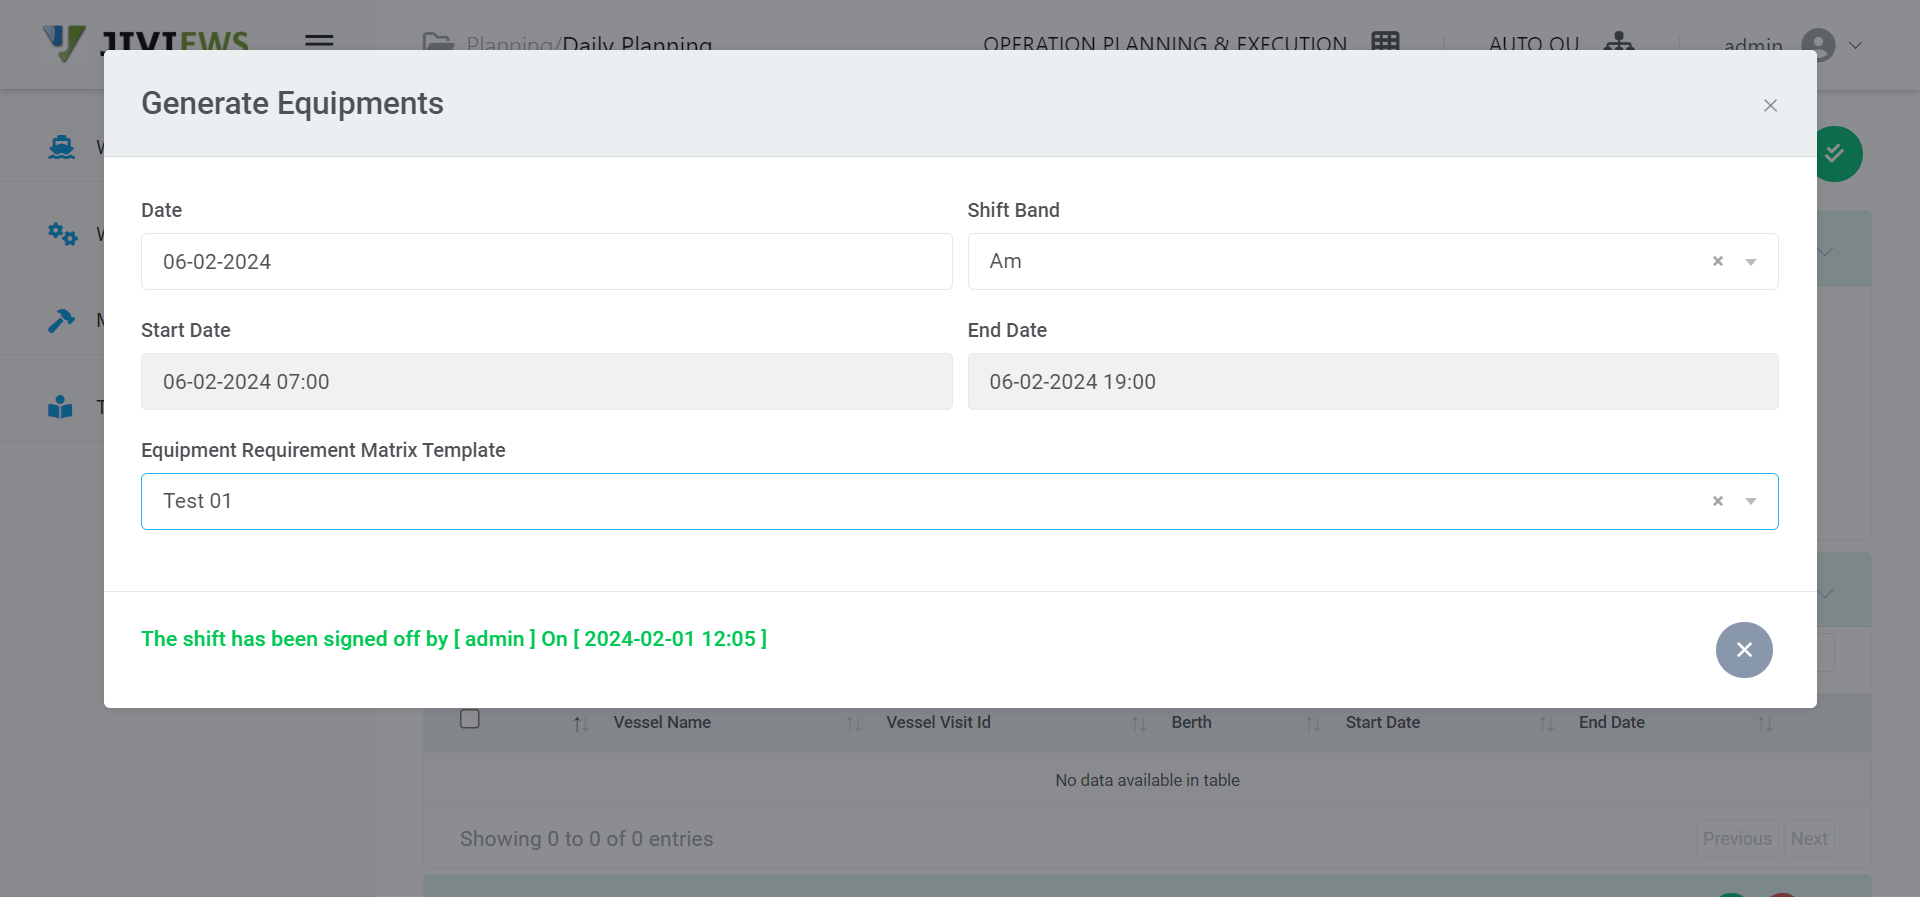 JIVIEWS
Planning/Daily Planning
OPERATION PLANNING & EXECUTION
AUTO OU
admin
Generate Equipments
Date
Shift Band
06-02-2024
Am
Start Date
End Date
06-02-2024 07:00
06-02-2024 19:00
Equipment Requirement Matrix Template
Test 01
The shift has been signed off by [ admin ] On [ 2024-02-01 12:05 ]
Vessel Name
Vessel Visit Id
Berth
Start Date
End Date
No data available in table
Showing 0 to 0 of 0 entries
Previous
Next